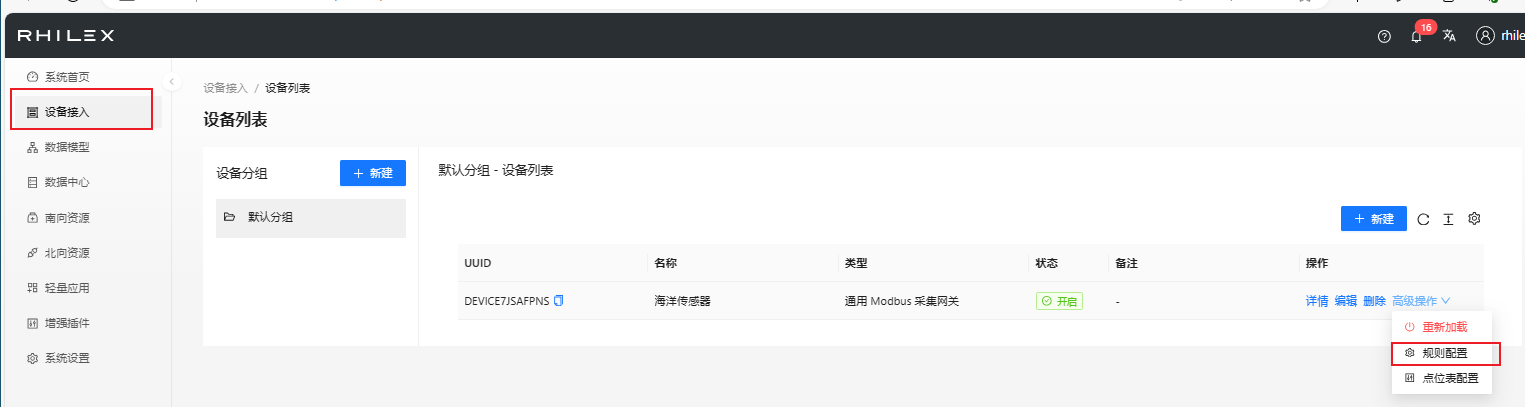 RHILEX
16
rhile
系统首页
设备接入
数据模型
数据中心
南向资源
北向资源
轻量应用
增强插件
系统设置
设备接入 / 设备列表
设备列表
设备分组
+ 新建
默认分组
默认分组 - 设备列表
+ 新建
UUID 名称 类型 状态 备注 操作
DEVICE7JSAFPNS 海洋传感器 通用 Modbus 采集网关 开启 - 详情 编辑 删除 高级操作
重新加载
规则配置
点位表配置